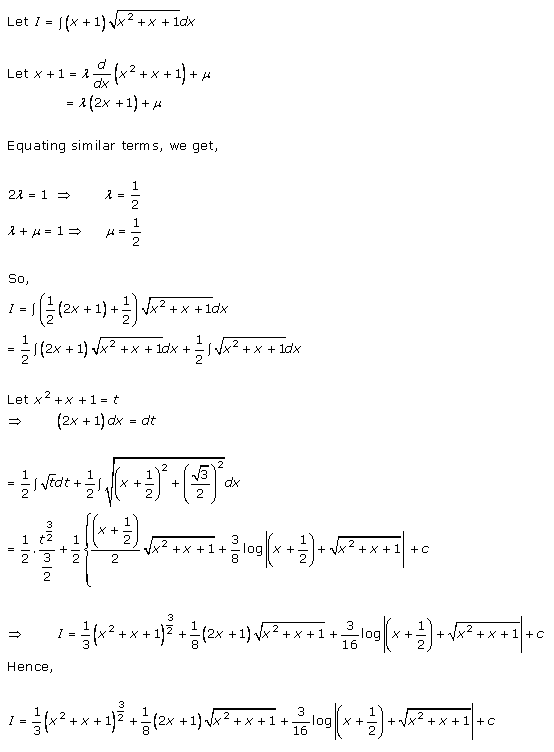 Let I = ∫(x + 1)√(x² + x + 1)dx
Let x + 1 = λ d/dx (x² + x + 1) + μ
= λ(2x + 1) + μ
Equating similar terms, we get,
2λ = 1 ⇒ λ = 1/2
λ + μ = 1 ⇒ μ = 1/2
So,
I = ∫(1/2 (2x + 1) + 1/2) √(x² + x + 1)dx
= 1/2 ∫(2x + 1)√(x² + x + 1)dx + 1/2 ∫√(x² + x + 1)dx
Let x² + x + 1 = t
⇒ (2x + 1)dx = dt
= 1/2 ∫√t dt + 1/2 ∫√((x + 1/2)² + (√3/2)²) dx
= 1/2 · t^(3/2)/(3/2) + 1/2 {(x + 1/2)/2 √(x² + x + 1) + 3/8 log|(x + 1/2) + √(x² + x + 1)| + c
⇒ I = 1/3 (x² + x + 1)^(3/2) + 1/8 (2x + 1)√(x² + x + 1) + 3/16 log|(x + 1/2) + √(x² + x + 1)| + c
Hence,
I = 1/3 (x² + x + 1)^(3/2) + 1/8 (2x + 1)√(x² + x + 1) + 3/16 log|(x + 1/2) + √(x² + x + 1)| + c